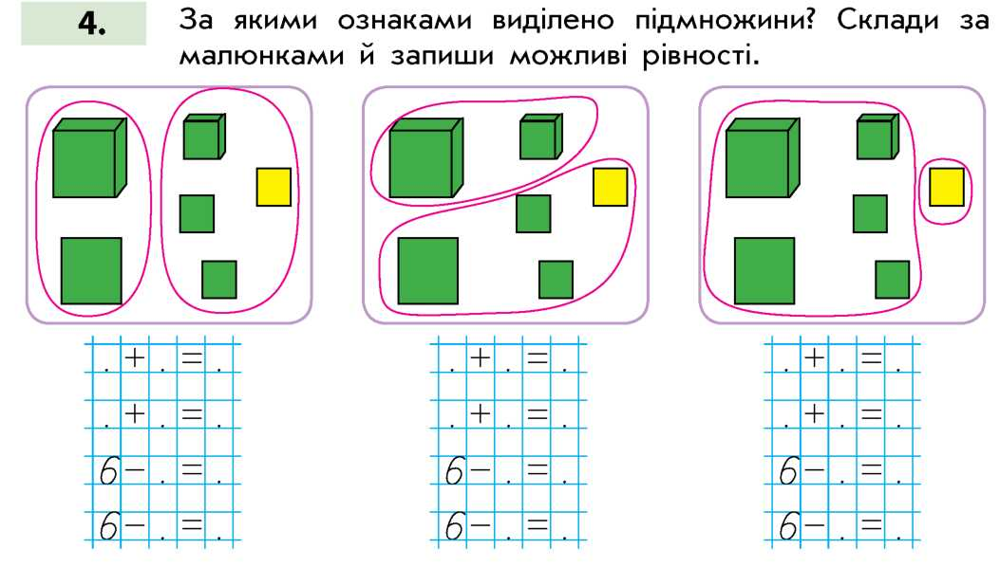 4. За якими ознаками виділено підмножини? Склади за
малюнками й запиши можливі рівності.
. + . = .
. + . = .
6 - . = .
6 - . = .
. + . = .
. + . = .
6 - . = .
6 - . = .
. + . = .
. + . = .
6 - . = .
6 - . = .